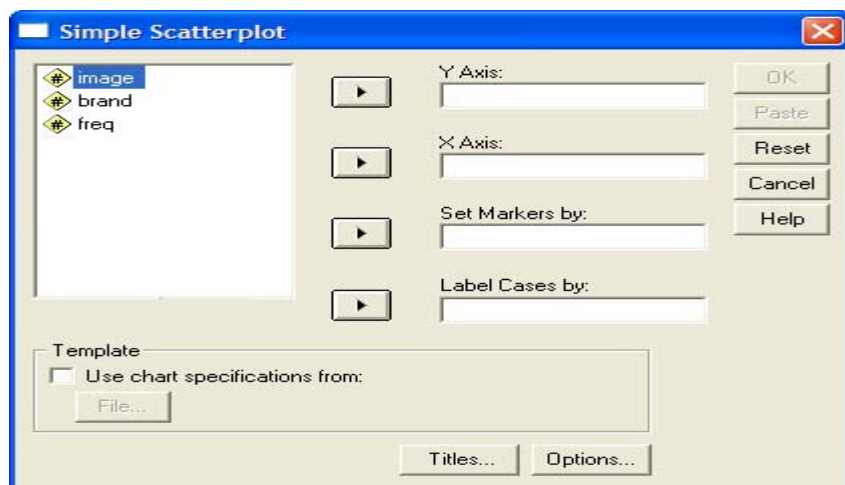 Simple Scatterplot
image
brand
freq
Y Axis:
X Axis:
Set Markers by:
Label Cases by:
OK
Paste
Reset
Cancel
Help
Template
Use chart specifications from:
File...
Titles...
Options...